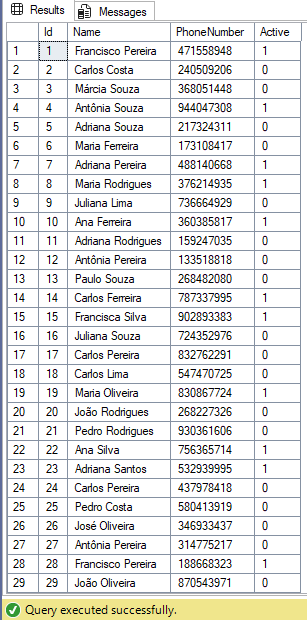 Results Messages
Id Name PhoneNumber Active
1 1 Francisco Pereira 471558948 1
2 2 Carlos Costa 240509206 0
3 3 Márcia Souza 368051448 0
4 4 Antônia Souza 944047308 1
5 5 Adriana Souza 217324311 0
6 6 Maria Ferreira 173108417 0
7 7 Adriana Pereira 488140668 1
8 8 Maria Rodrigues 376214935 1
9 9 Juliana Lima 736664929 0
10 10 Ana Ferreira 360385817 1
11 11 Adriana Rodrigues 159247035 0
12 12 Antônia Pereira 133518818 0
13 13 Paulo Souza 268482080 0
14 14 Carlos Ferreira 787337995 1
15 15 Francisca Silva 902893383 1
16 16 Juliana Souza 724352976 0
17 17 Carlos Pereira 832762291 0
18 18 Carlos Lima 547470725 0
19 19 Maria Oliveira 830867724 1
20 20 João Rodrigues 268227326 0
21 21 Pedro Rodrigues 930361606 0
22 22 Ana Silva 756365714 1
23 23 Adriana Santos 532939995 1
24 24 Carlos Pereira 437978418 0
25 25 Pedro Costa 580413919 0
26 26 José Oliveira 346933437 0
27 27 Antônia Pereira 314775217 0
28 28 Francisco Pereira 188668323 1
29 29 João Oliveira 870543971 0
Query executed successfully.